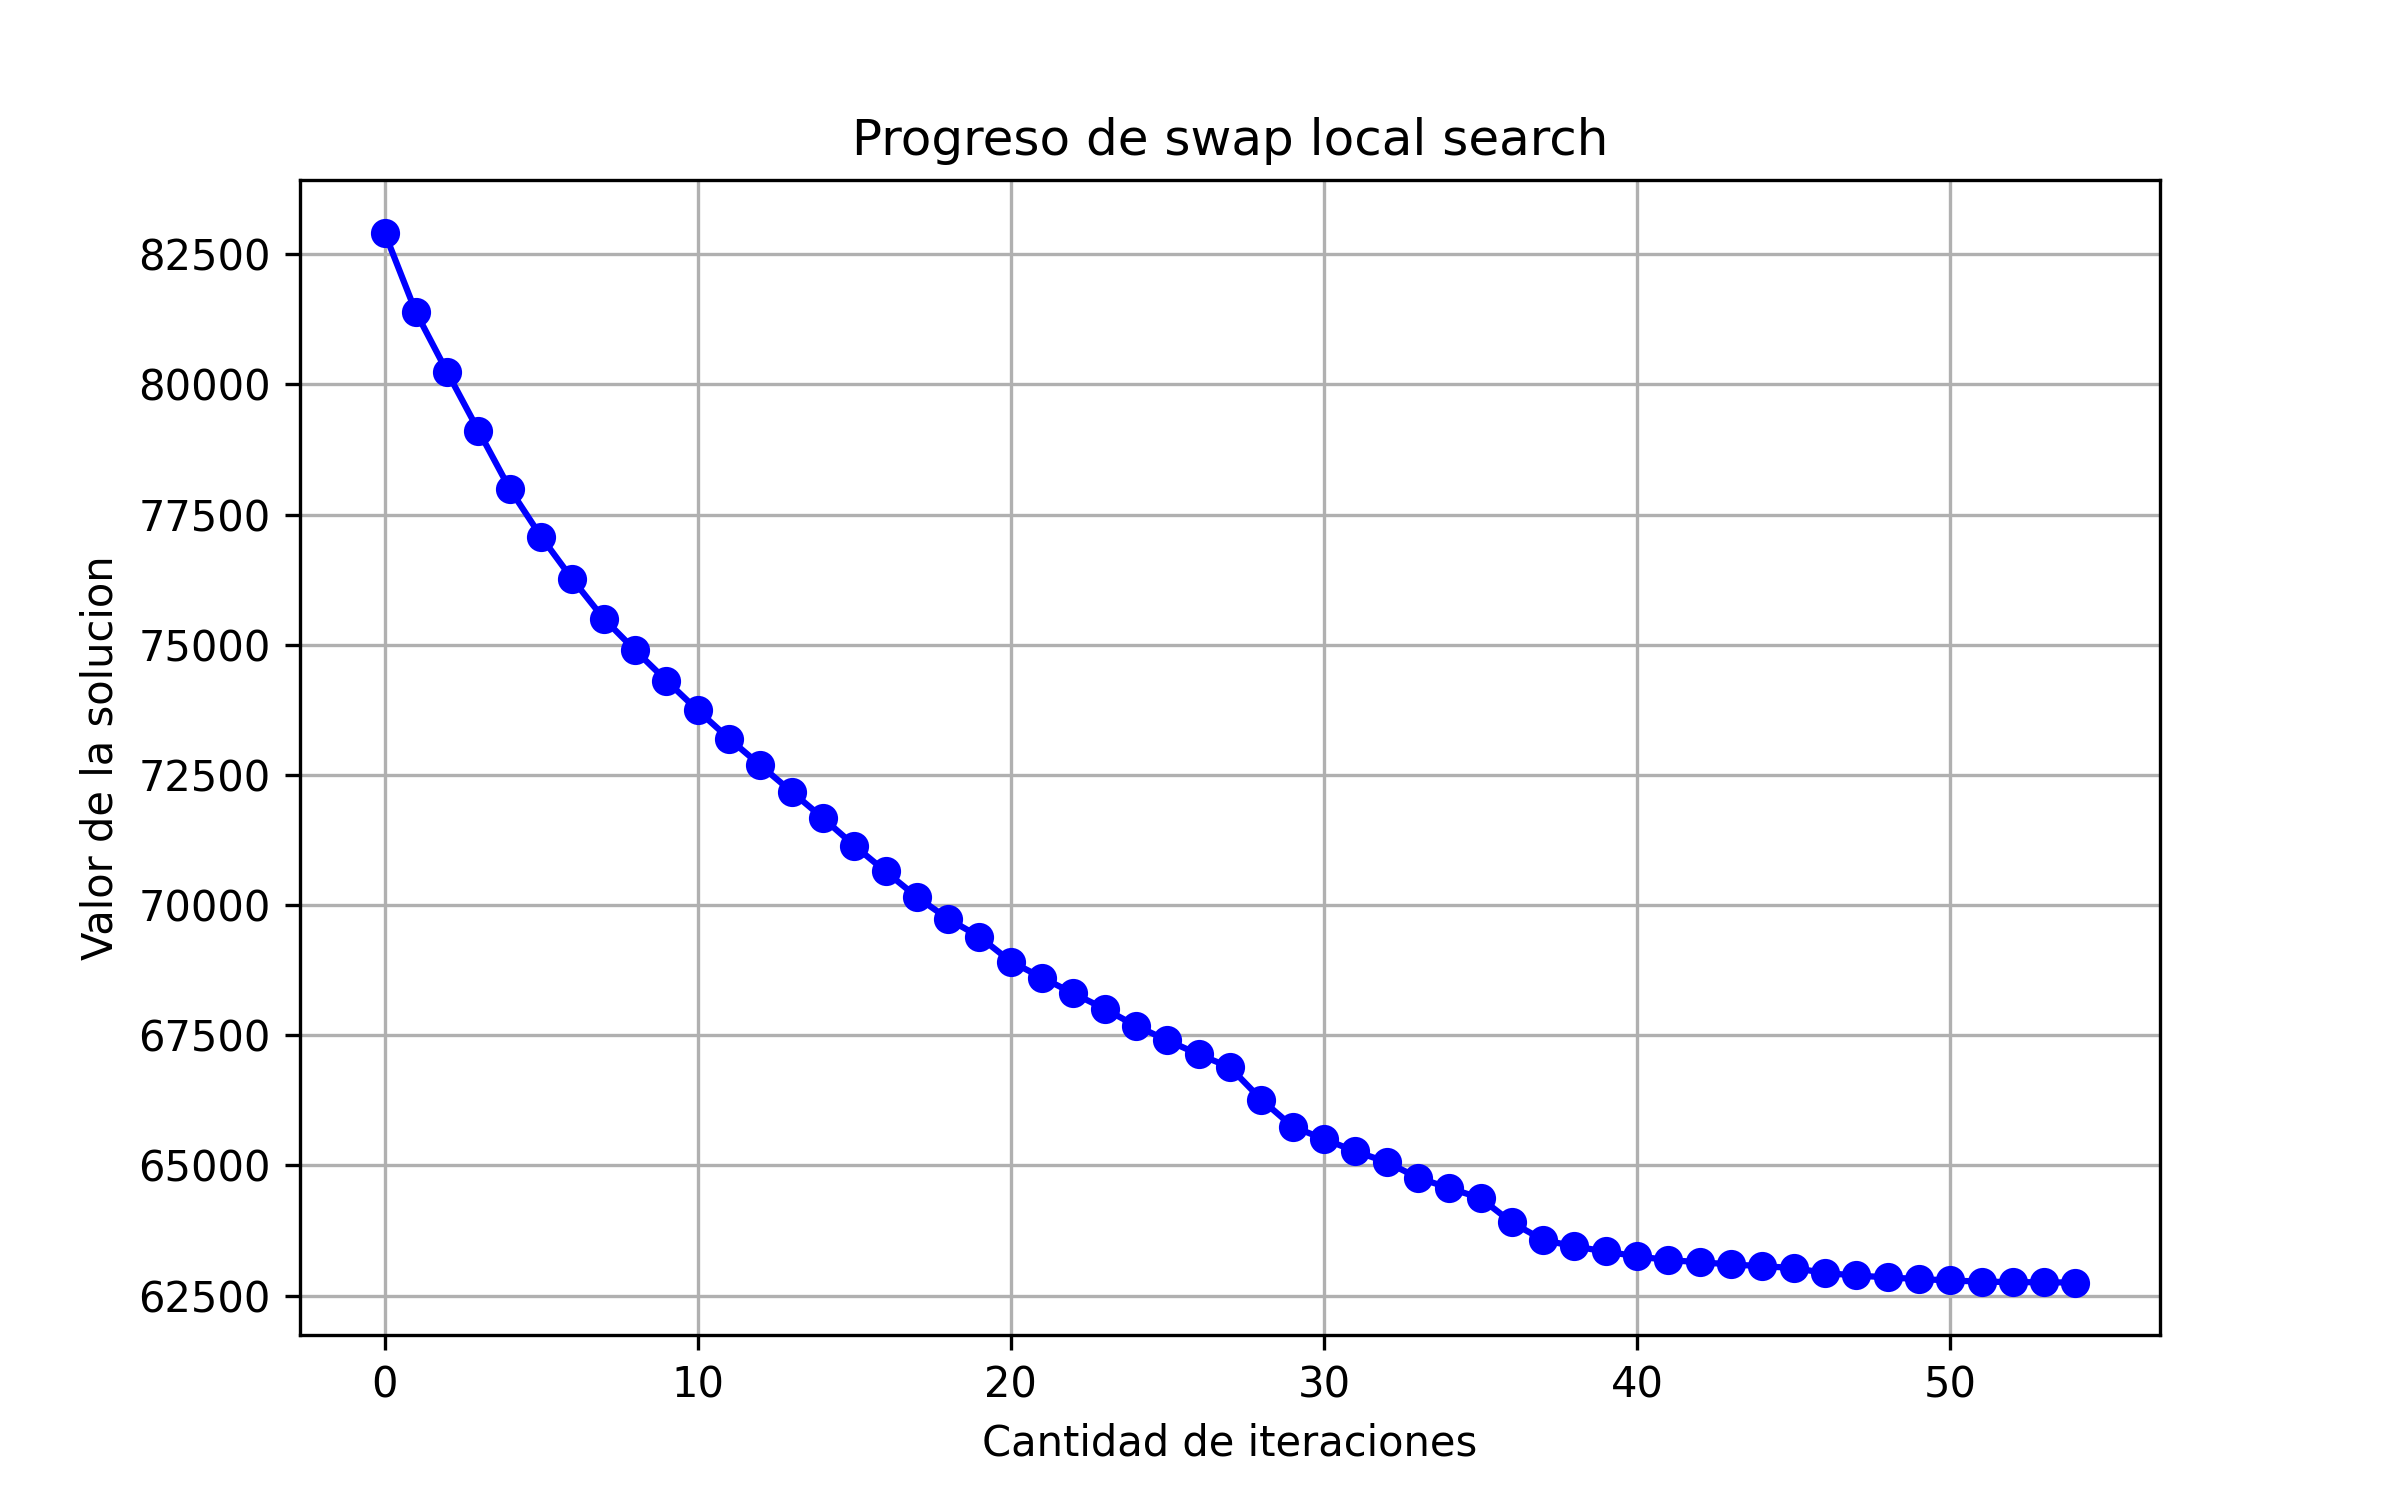 Progreso de swap local search
Valor de la solucion
82500
80000
77500
75000
72500
70000
67500
65000
62500
0 10 20 30 40 50
Cantidad de iteraciones